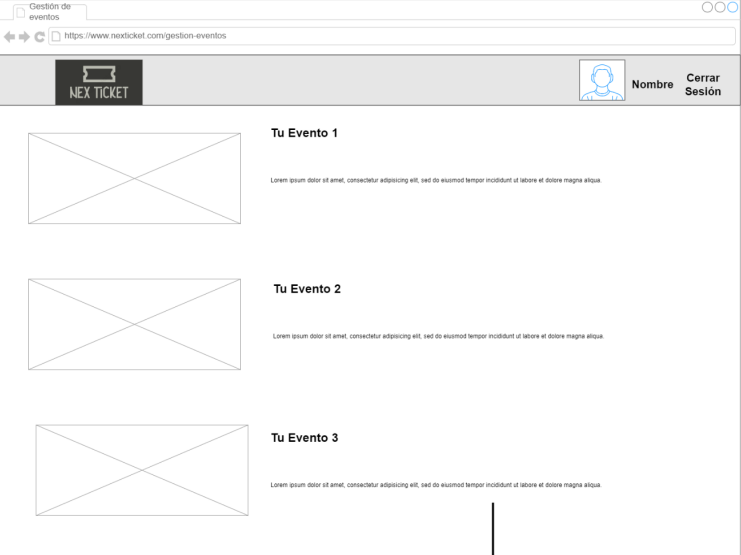 Gestión de
eventos
https://www.nexticket.com/gestion-eventos
NEX TICKET
Nombre
Cerrar
Sesión
Tu Evento 1
Lorem ipsum dolor sit amet, consectetur adipisicing elit, sed do eiusmod tempor incididunt ut labore et dolore magna aliqua.
Tu Evento 2
Lorem ipsum dolor sit amet, consectetur adipisicing elit, sed do eiusmod tempor incididunt ut labore et dolore magna aliqua.
Tu Evento 3
Lorem ipsum dolor sit amet, consectetur adipisicing elit, sed do eiusmod tempor incididunt ut labore et dolore magna aliqua.